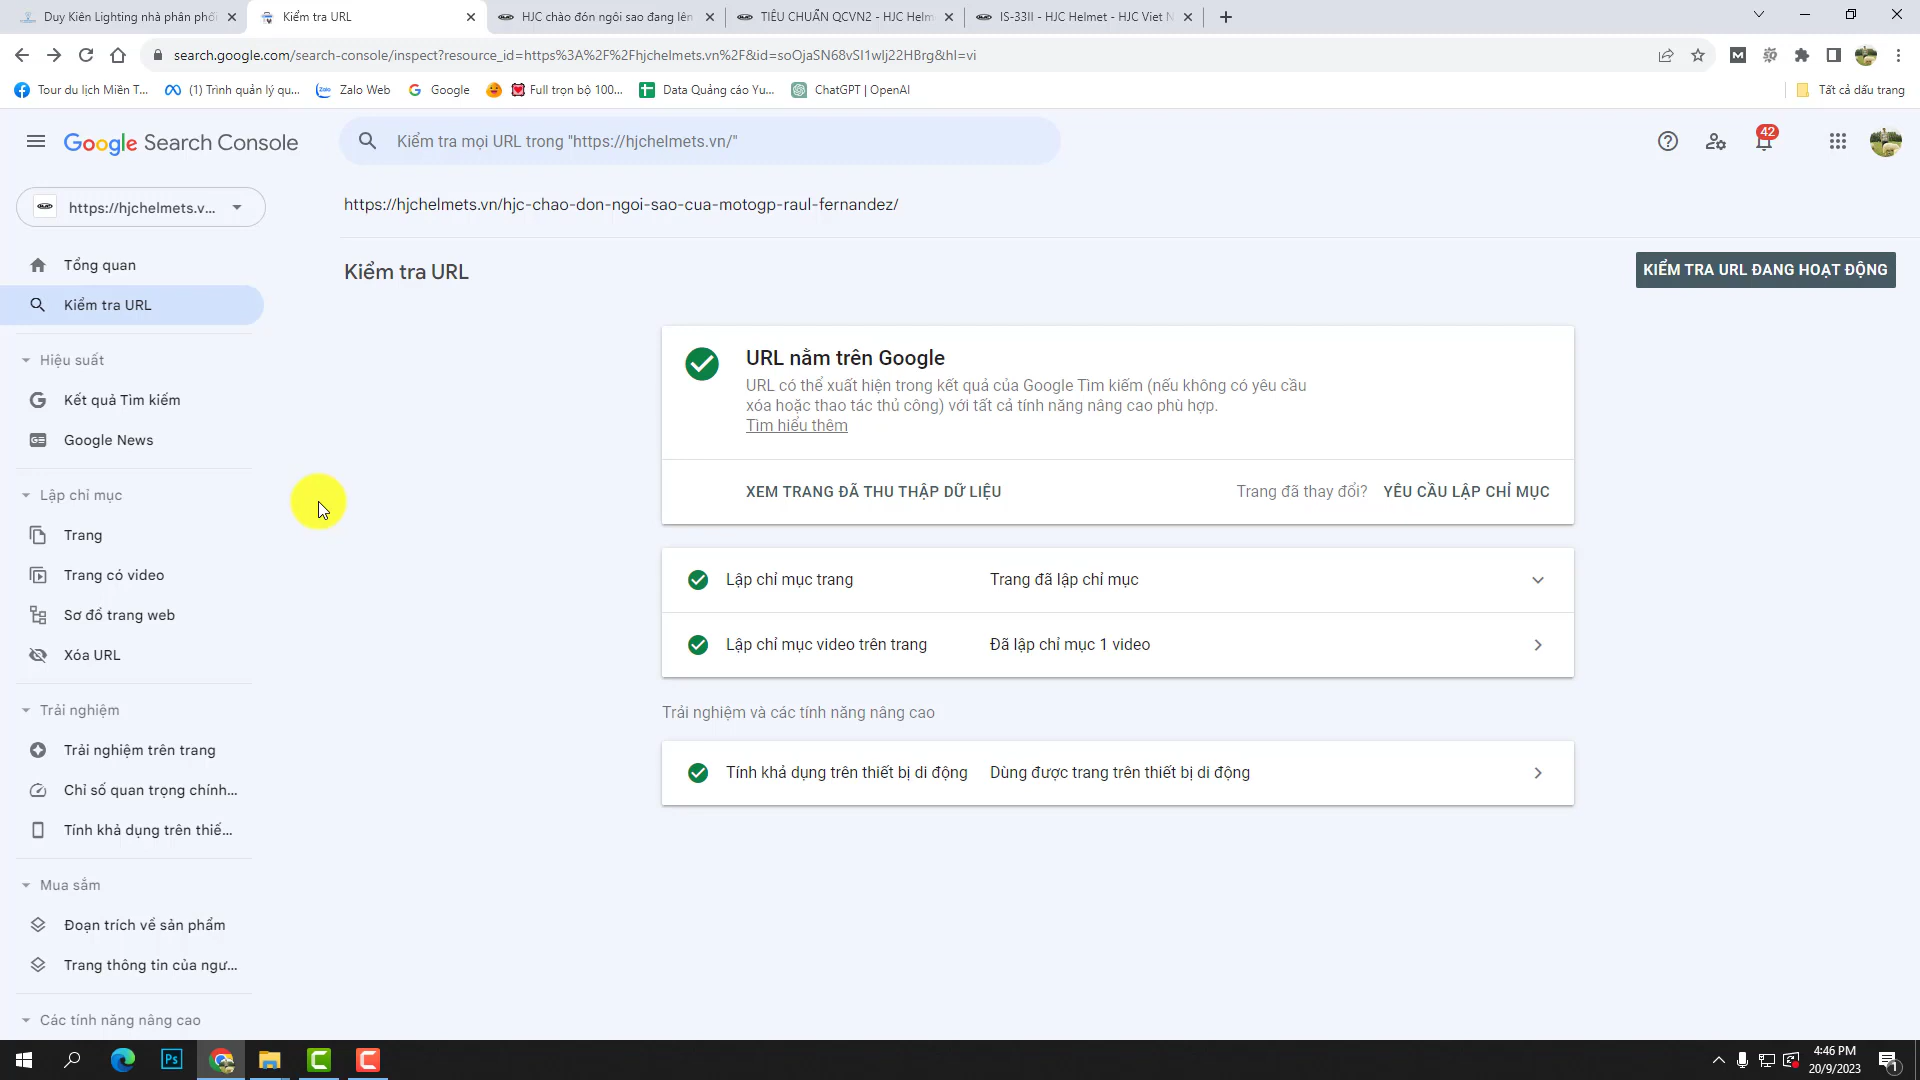 Duy Kiên Lighting nhà phân phối
Kiểm tra URL
HJC chào đón ngôi sao đang lên
TIÊU CHUẨN QCVN2 - HJC Helm
IS-33II - HJC Helmet - HJC Viet N
search.google.com/search-console/inspect?resource_id=https%3A%2F%2Fhjchelmets.vn%2F&id=soOjaSN68vSI1wIj22HBrg&hl=vi
Tour du lịch Miền T...
(1) Trình quản lý qu...
Zalo Web
Google
Full trọn bộ 100...
Data Quảng cáo Yu...
ChatGPT | OpenAI
Tất cả dấu trang
Google Search Console
Kiểm tra mọi URL trong "https://hjchelmets.vn/"
42
https://hjchelmets.v...
https://hjchelmets.vn/hjc-chao-don-ngoi-sao-cua-motogp-raul-fernandez/
Tổng quan
Kiểm tra URL
Hiệu suất
Kết quả Tìm kiếm
Google News
Lập chỉ mục
Trang
Trang có video
Sơ đồ trang web
Xóa URL
Trải nghiệm
Trải nghiệm trên trang
Chỉ số quan trọng chính...
Tính khả dụng trên thiế...
Mua sắm
Đoạn trích về sản phẩm
Trang thông tin của ngư...
Các tính năng nâng cao
Kiểm tra URL
KIỂM TRA URL ĐANG HOẠT ĐỘNG
URL nằm trên Google
URL có thể xuất hiện trong kết quả của Google Tìm kiếm (nếu không có yêu cầu
xóa hoặc thao tác thủ công) với tất cả tính năng nâng cao phù hợp.
Tìm hiểu thêm
XEM TRANG ĐÃ THU THẬP DỮ LIỆU
Trang đã thay đổi?
YÊU CẦU LẬP CHỈ MỤC
Lập chỉ mục trang
Trang đã lập chỉ mục
Lập chỉ mục video trên trang
Đã lập chỉ mục 1 video
Trải nghiệm và các tính năng nâng cao
Tính khả dụng trên thiết bị di động
Dùng được trang trên thiết bị di động
4:46 PM
20/9/2023
1